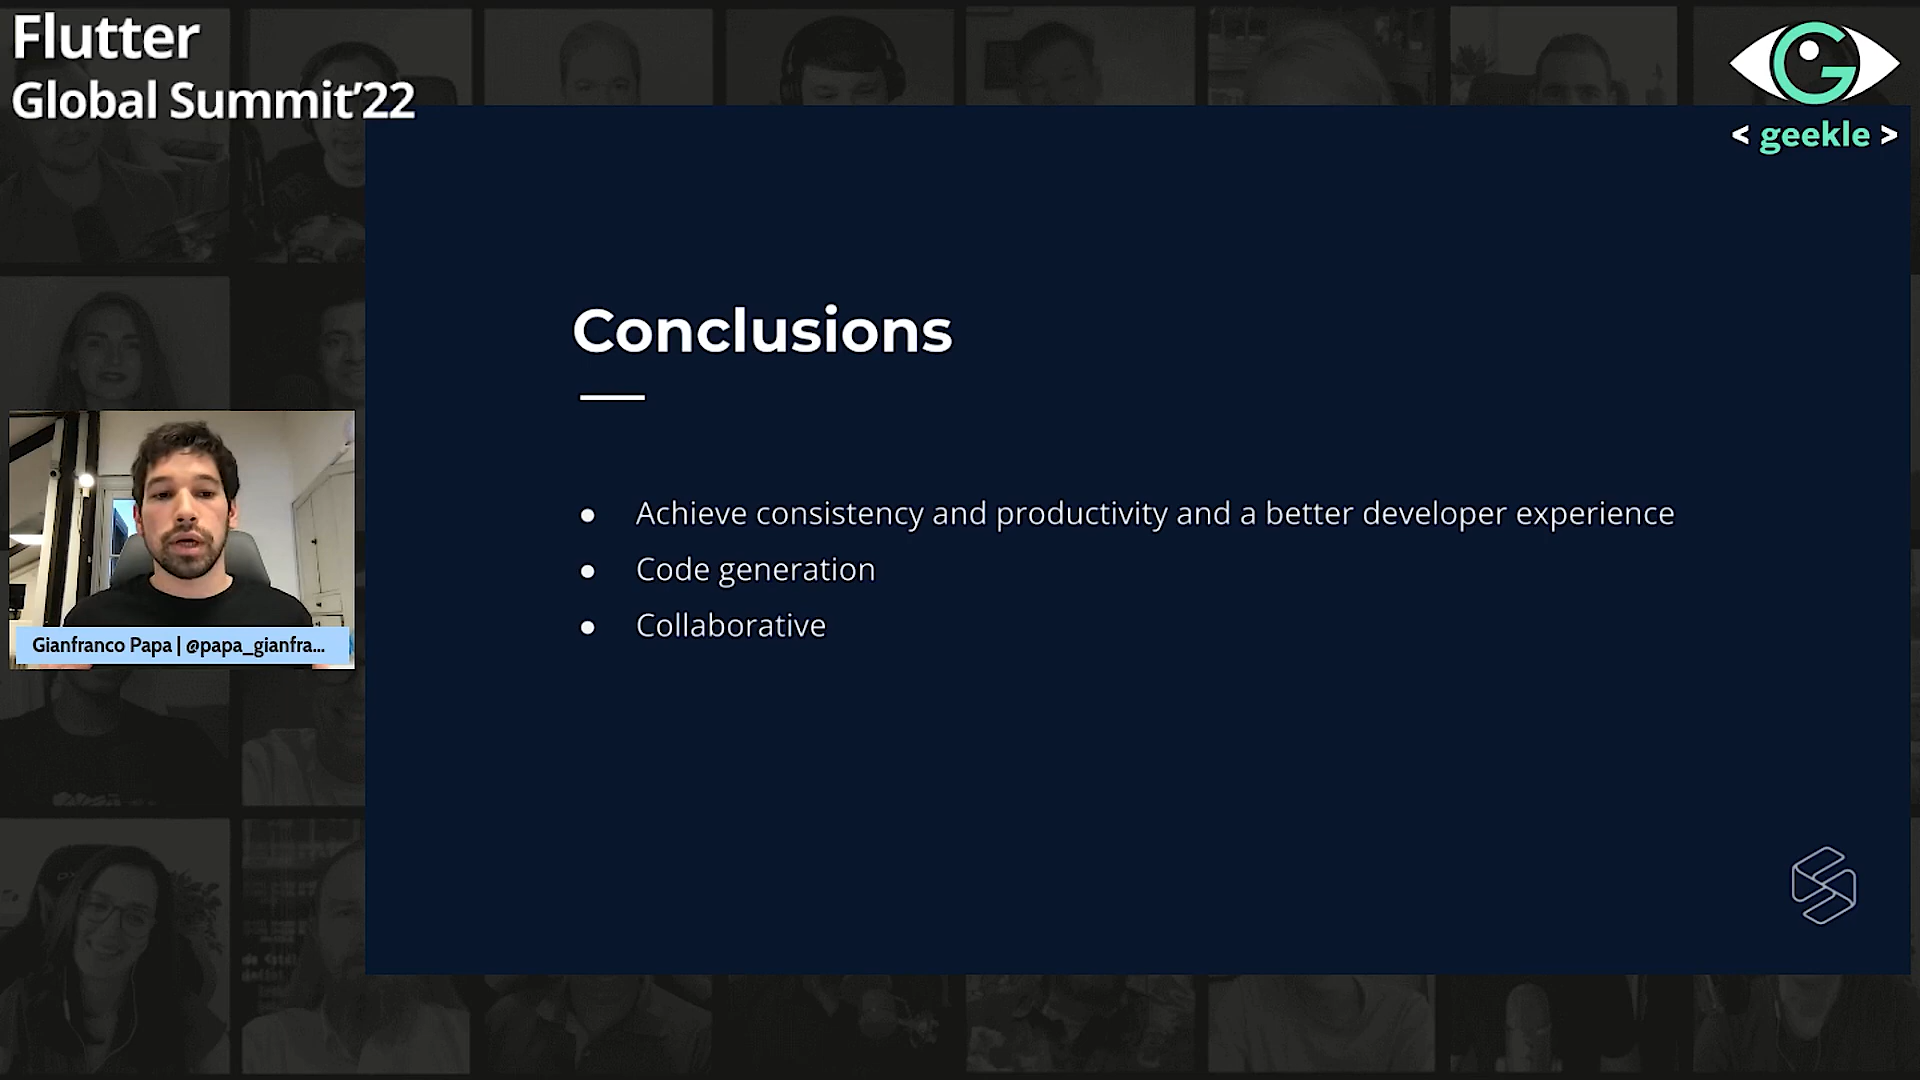 Flutter
Global Summit’22
< geekle >
Conclusions
● Achieve consistency and productivity and a better developer experience
● Code generation
● Collaborative
Gianfranco Papa | @papa_gianfra...